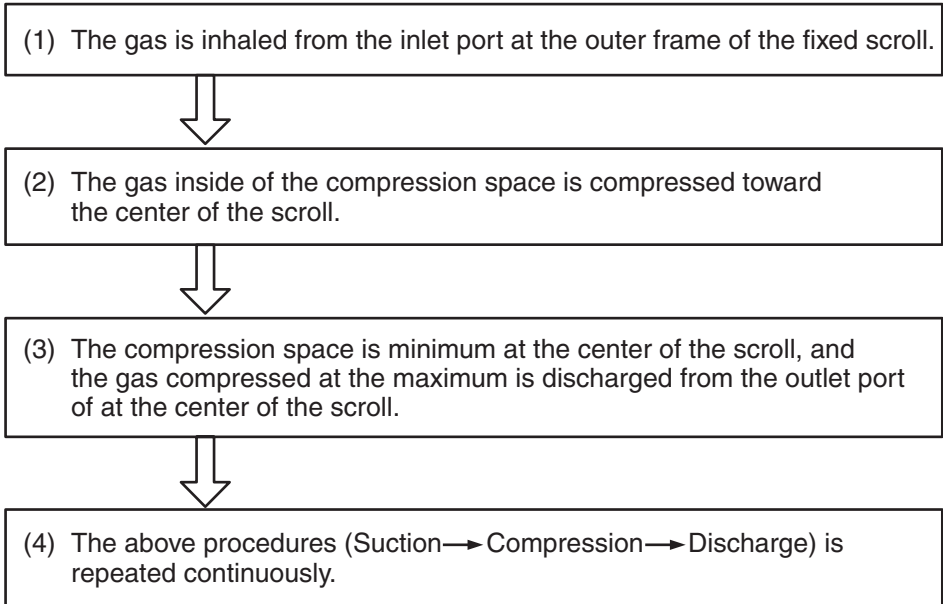 (1) The gas is inhaled from the inlet port at the outer frame of the fixed scroll.
(2) The gas inside of the compression space is compressed toward
the center of the scroll.
(3) The compression space is minimum at the center of the scroll, and
the gas compressed at the maximum is discharged from the outlet port
of at the center of the scroll.
(4) The above procedures (Suction→Compression→Discharge) is
repeated continuously.